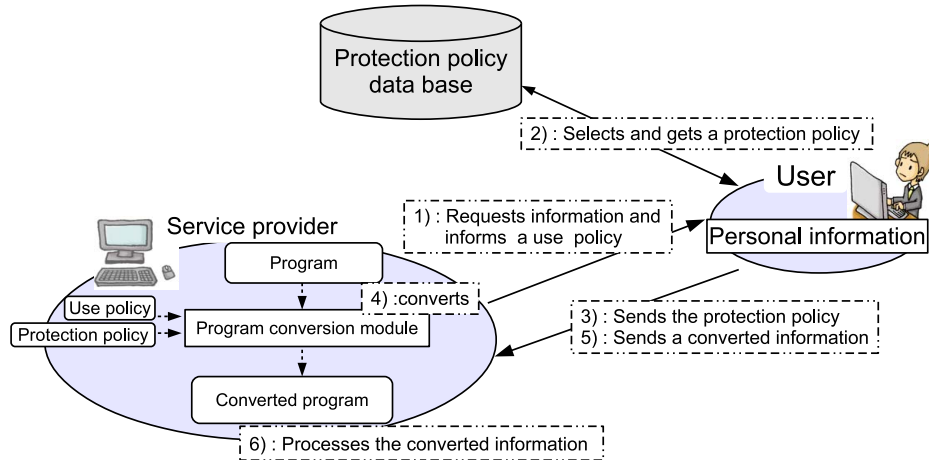 Protection policy
data base
2) : Selects and gets a protection policy
User
Personal information
1) : Requests information and
informs a use policy
Service provider
Program
4) :converts
Use policy
Protection policy
Program conversion module
3) : Sends the protection policy
5) : Sends a converted information
Converted program
6) : Processes the converted information